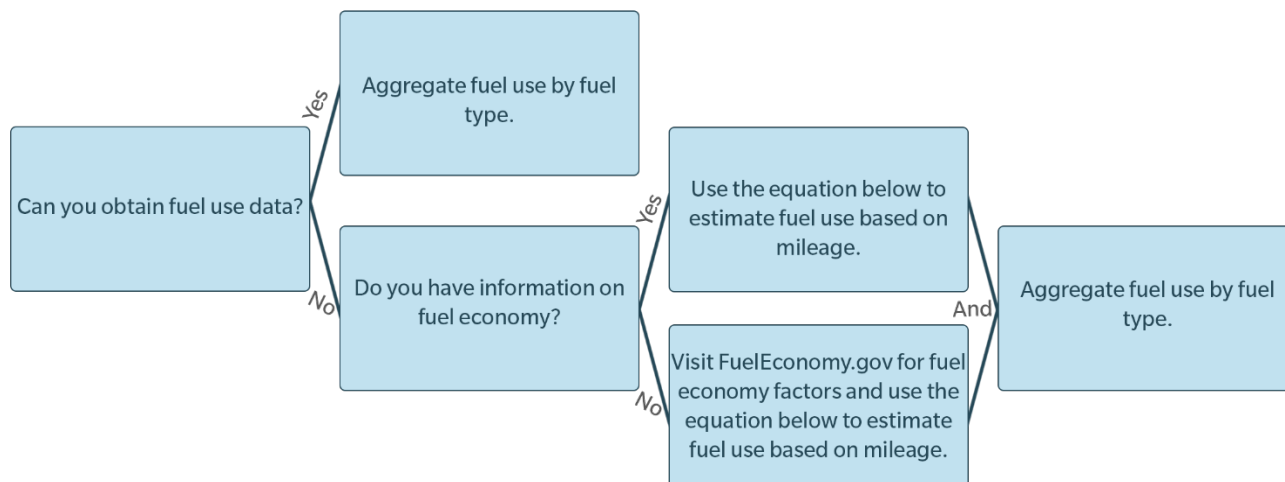 Can you obtain fuel use data?
Yes
Aggregate fuel use by fuel
type.
No
Do you have information on
fuel economy?
Yes
Use the equation below to
estimate fuel use based on
mileage.
No
Visit FuelEconomy.gov for fuel
economy factors and use the
equation below to estimate
fuel use based on mileage.
And
Aggregate fuel use by fuel
type.